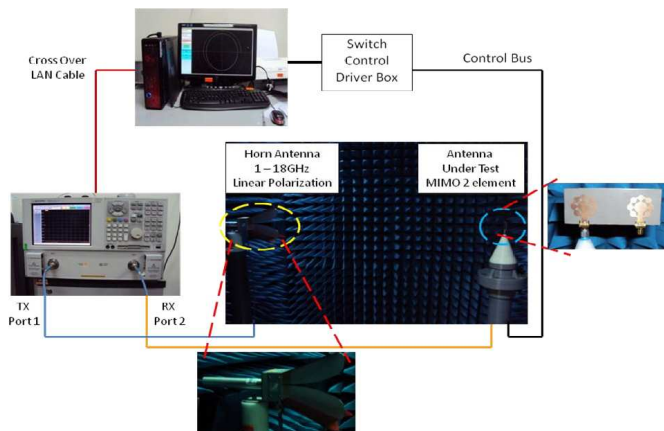 Cross Over
LAN Cable
Switch
Control
Driver Box
Control Bus
Horn Antenna
1 – 18GHz
Linear Polarization
Antenna
Under Test
MIMO 2 element
TX
Port 1
RX
Port 2